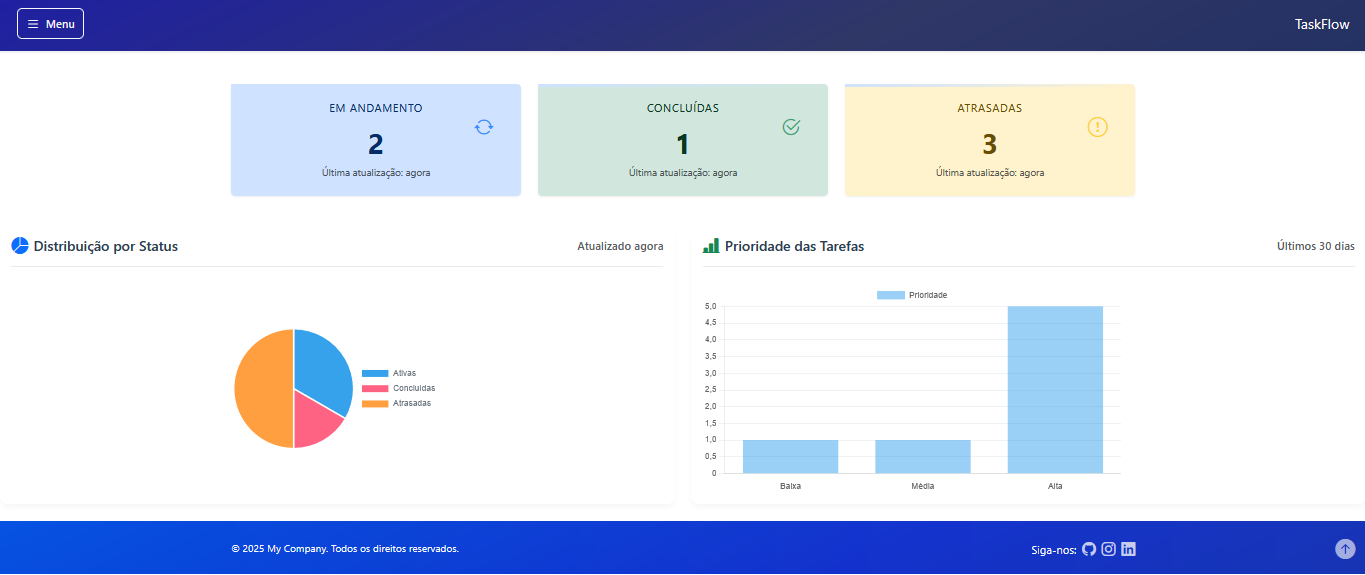 Menu
TaskFlow
EM ANDAMENTO
2
Última atualização: agora
CONCLUÍDAS
1
Última atualização: agora
ATRASADAS
3
Última atualização: agora
Distribuição por Status
Atualizado agora
Ativas
Concluídas
Atrasadas
Prioridade das Tarefas
Últimos 30 dias
Prioridade
5,0
4,5
4,0
3,5
3,0
2,5
2,0
1,5
1,0
0,5
0
Baixa
Média
Alta
© 2025 My Company. Todos os direitos reservados.
Siga-nos: